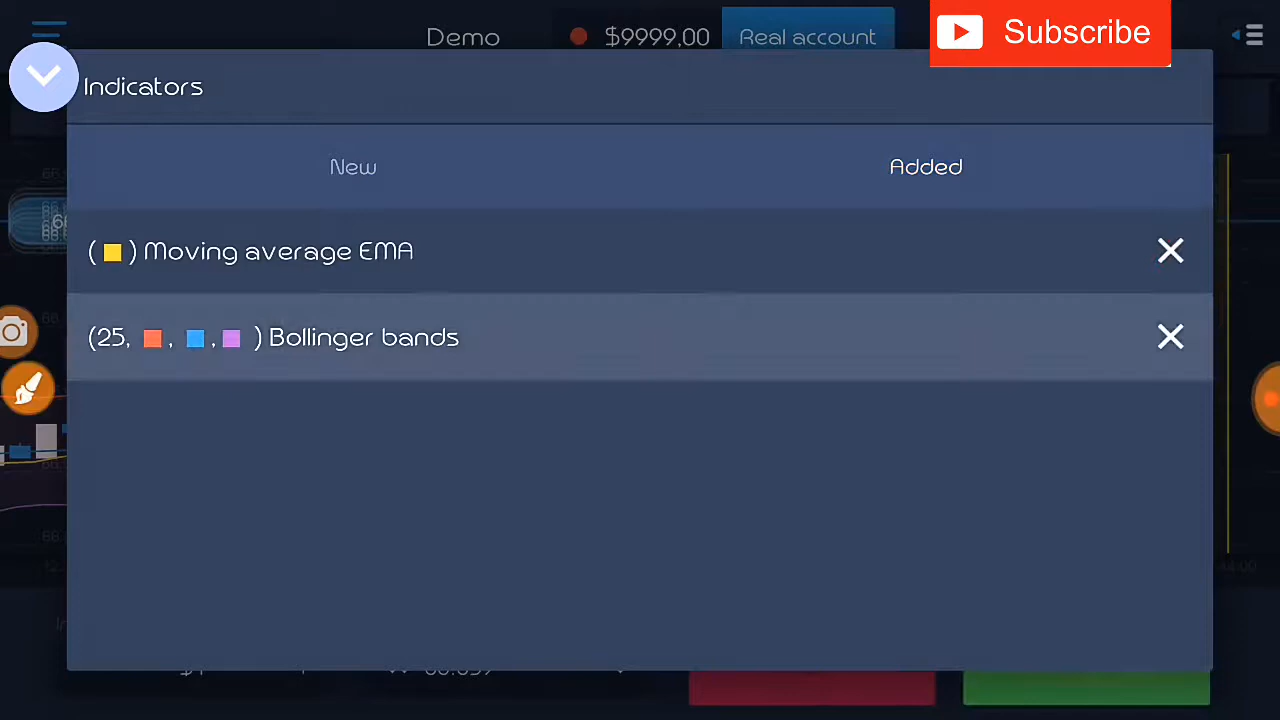 Demo
$9999,00
Real account
Subscribe
Indicators
New
Added
( ) Moving average EMA
(25, , , ) Bollinger bands